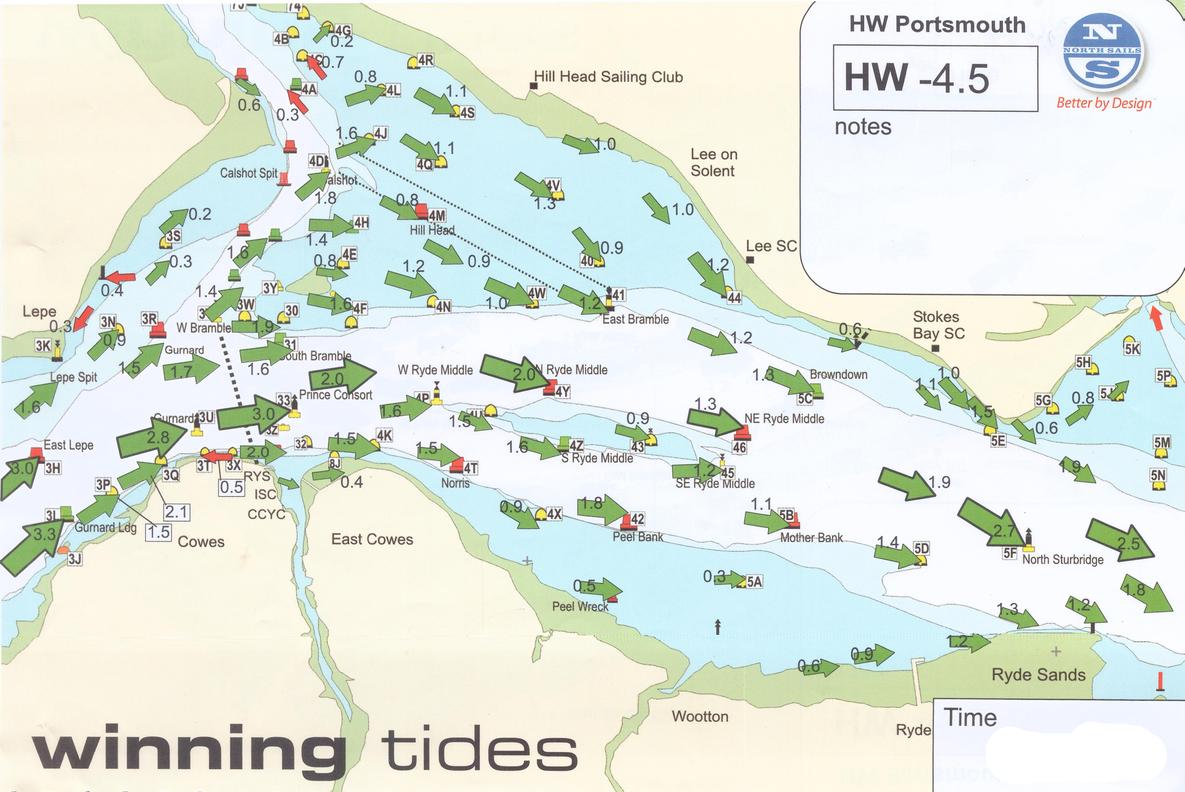 HW Portsmouth
HW -4.5
notes
N
NORTH SAILS
S
Better by Design
74
4G
4B
0.2
4R
0.7
Hill Head Sailing Club
0.8
4L
1.1
4S
0.6
4A
0.3
1.6
4J
1.0
1.1
4Q
Lee on
Solent
4D
Calshot Spit
1.8
4V
1.3
0.8
4M
Hill Head
1.0
0.2
3S
4H
1.4
1.6
0.9
40
Lee SC
0.8
4E
0.9
0.3
1.2
1.2
0.4
3Y
1.4
44
1.6
4F
4N
1.0
4W
1.2
41
East Bramble
Lepe
0.3
3N
3R
3W
30
W Bramble
1.9
0.6
Stokes
Bay SC
3K
0.9
Gurnard
31
South Bramble
1.2
5K
Lepe Spit
1.5
1.7
1.6
W Ryde Middle
N Ryde Middle
2.0
2.0
4Y
1.3
Browndown
5C
1.0
1.1
5H
5P
Prince Consort
33
5G
0.8
1.6
3U
3.0
1.6
4P
1.3
NE Ryde Middle
1.5
0.6
5E
East Lepe
2.8
1.5
0.9
43
46
5M
32
1.5
4K
1.5
1.6
4Z
S Ryde Middle
3.0
3H
3T
3X
2.0
8J
4T
Norris
SE Ryde Middle
1.2
45
1.9
5N
3Q
0.5
RYS
ISC
CCYC
0.4
3P
1.9
2.1
1.5
Gurnard Ldg
0.9
4X
1.8
42
Peel Bank
1.1
5B
Mother Bank
2.7
5F
North Sturbridge
2.5
3.3
Cowes
East Cowes
1.4
5D
3J
0.5
Peel Wreck
0.3
5A
1.8
1.3
1.2
1.2
0.6
0.9
Ryde Sands
Wootton
Ryde
Time
winning tides